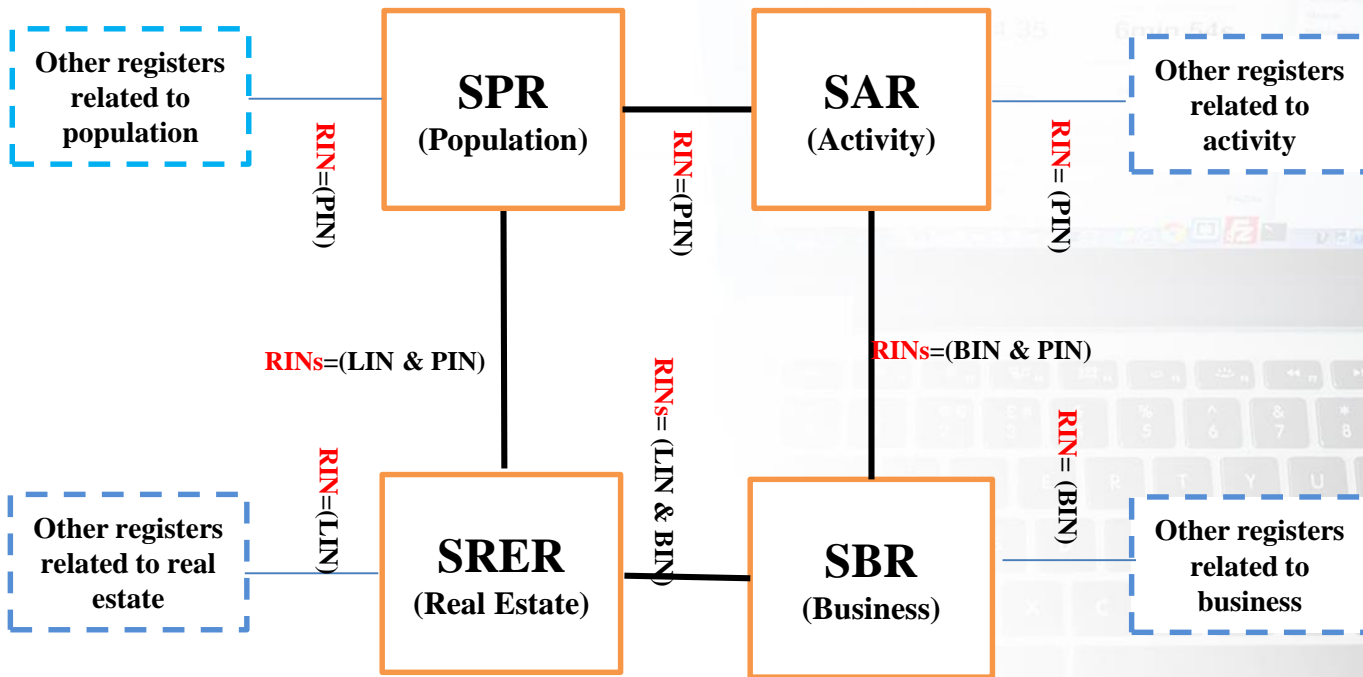 Other registers
related to
population
SPR
(Population)
SAR
(Activity)
Other registers
related to
activity
RIN=(PIN)
RIN=(PIN)
RIN= (PIN)
RINs=(LIN & PIN)
RINs= (LIN & BIN)
RINs=(BIN & PIN)
Other registers
related to real
estate
RIN=(LIN)
SRER
(Real Estate)
SBR
(Business)
RIN= (BIN)
Other registers
related to
business
6min 54s